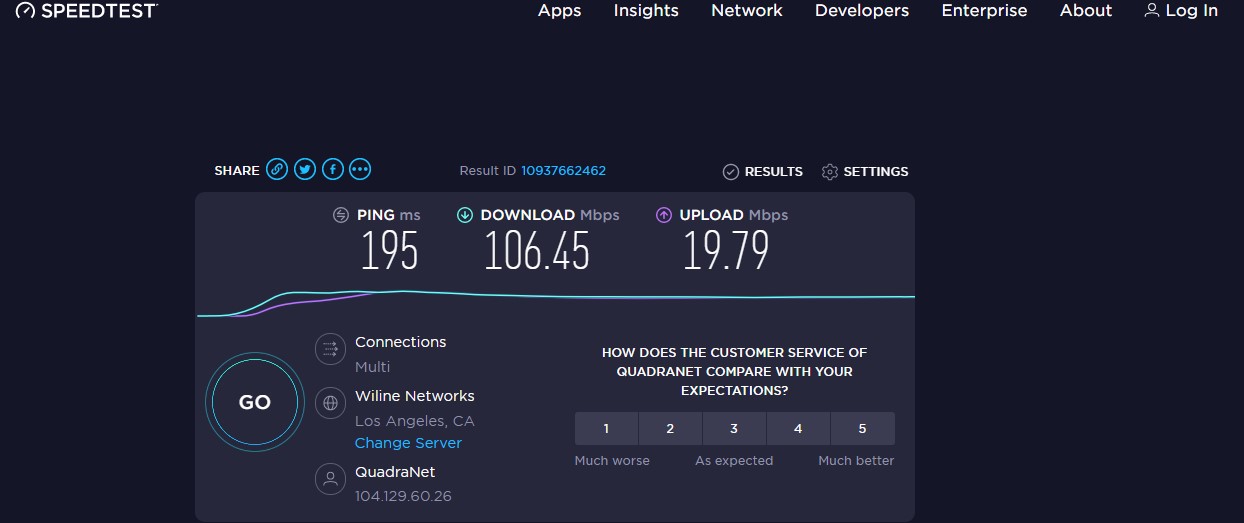 SPEEDTEST
Apps Insights Network Developers Enterprise About Log In
SHARE Result ID 10937662462 RESULTS SETTINGS
PING ms DOWNLOAD Mbps UPLOAD Mbps
195 106.45 19.79
GO
Connections
Multi
Wiline Networks
Los Angeles, CA
Change Server
QuadraNet
104.129.60.26
HOW DOES THE CUSTOMER SERVICE OF
QUADRANET COMPARE WITH YOUR
EXPECTATIONS?
1 2 3 4 5
Much worse As expected Much better